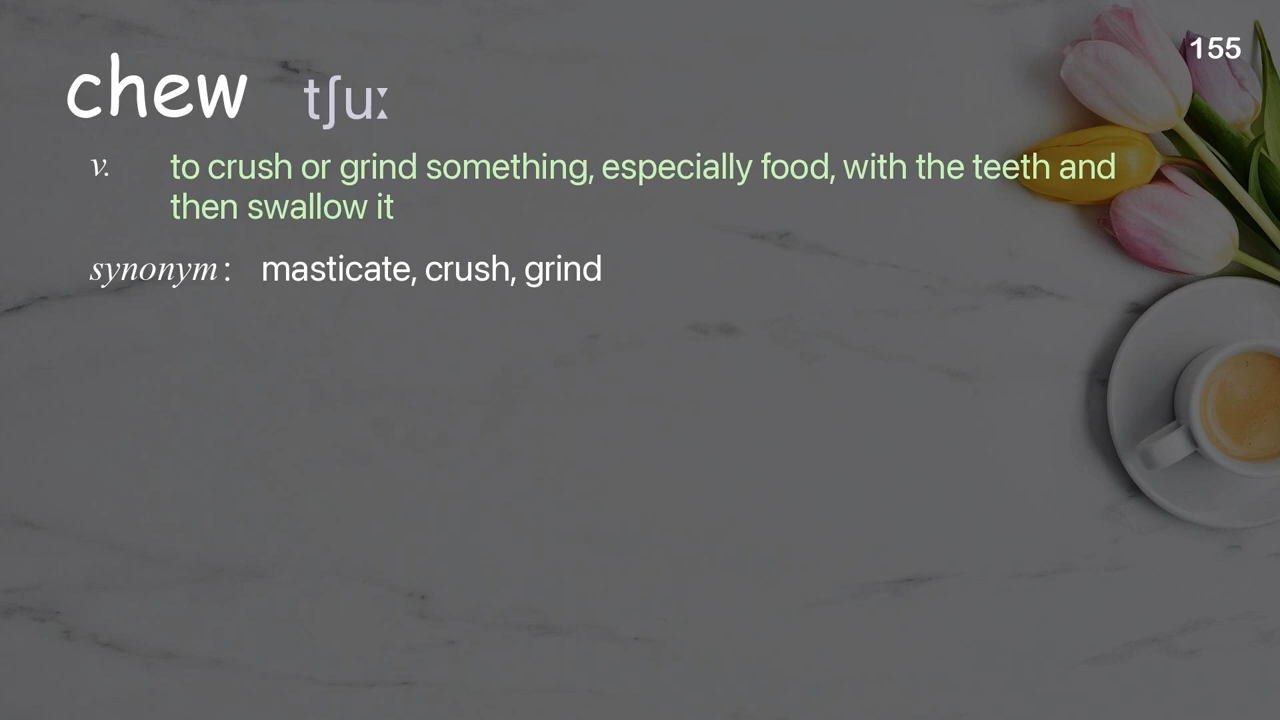 155
chew tʃuː
v. to crush or grind something, especially food, with the teeth and
then swallow it
synonym: masticate, crush, grind